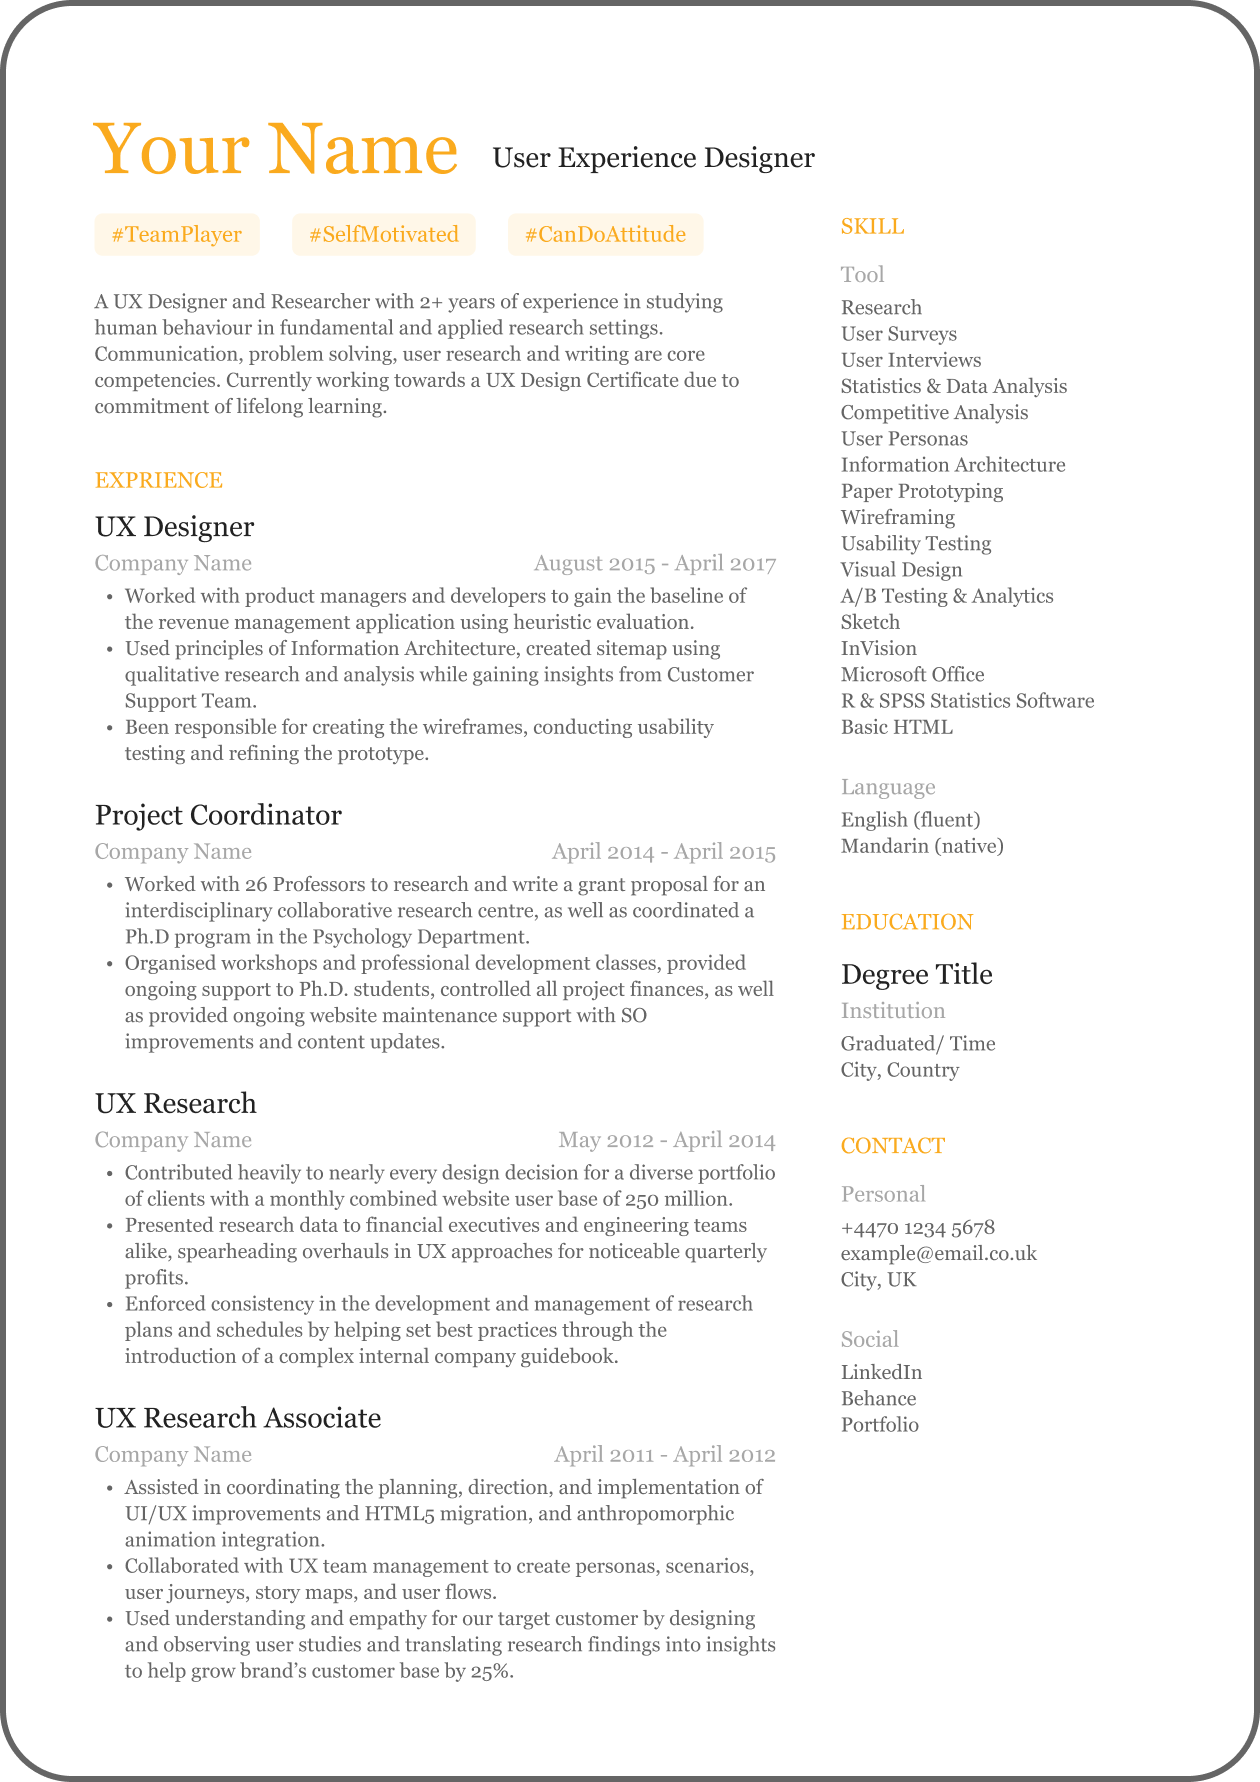 Your Name
User Experience Designer
#TeamPlayer
#SelfMotivated
#CanDoAttitude
A UX Designer and Researcher with 2+ years of experience in studying
human behaviour in fundamental and applied research settings.
Communication, problem solving, user research and writing are core
competencies. Currently working towards a UX Design Certificate due to
commitment of lifelong learning.
EXPRIENCE
UX Designer
Company Name
August 2015 - April 2017
• Worked with product managers and developers to gain the baseline of
the revenue management application using heuristic evaluation.
• Used principles of Information Architecture, created sitemap using
qualitative research and analysis while gaining insights from Customer
Support Team.
• Been responsible for creating the wireframes, conducting usability
testing and refining the prototype.
Project Coordinator
Company Name
April 2014 - April 2015
• Worked with 26 Professors to research and write a grant proposal for an
interdisciplinary collaborative research centre, as well as coordinated a
Ph.D program in the Psychology Department.
• Organised workshops and professional development classes, provided
ongoing support to Ph.D. students, controlled all project finances, as well
as provided ongoing website maintenance support with SO
improvements and content updates.
UX Research
Company Name
May 2012 - April 2014
• Contributed heavily to nearly every design decision for a diverse portfolio
of clients with a monthly combined website user base of 250 million.
• Presented research data to financial executives and engineering teams
alike, spearheading overhauls in UX approaches for noticeable quarterly
profits.
• Enforced consistency in the development and management of research
plans and schedules by helping set best practices through the
introduction of a complex internal company guidebook.
UX Research Associate
Company Name
April 2011 - April 2012
• Assisted in coordinating the planning, direction, and implementation of
UI/UX improvements and HTML5 migration, and anthropomorphic
animation integration.
• Collaborated with UX team management to create personas, scenarios,
user journeys, story maps, and user flows.
• Used understanding and empathy for our target customer by designing
and observing user studies and translating research findings into insights
to help grow brand’s customer base by 25%.
SKILL
Tool
Research
User Surveys
User Interviews
Statistics & Data Analysis
Competitive Analysis
User Personas
Information Architecture
Paper Prototyping
Wireframing
Usability Testing
Visual Design
A/B Testing & Analytics
Sketch
InVision
Microsoft Office
R & SPSS Statistics Software
Basic HTML
Language
English (fluent)
Mandarin (native)
EDUCATION
Degree Title
Institution
Graduated/ Time
City, Country
CONTACT
Personal
+4470 1234 5678
example@email.co.uk
City, UK
Social
LinkedIn
Behance
Portfolio